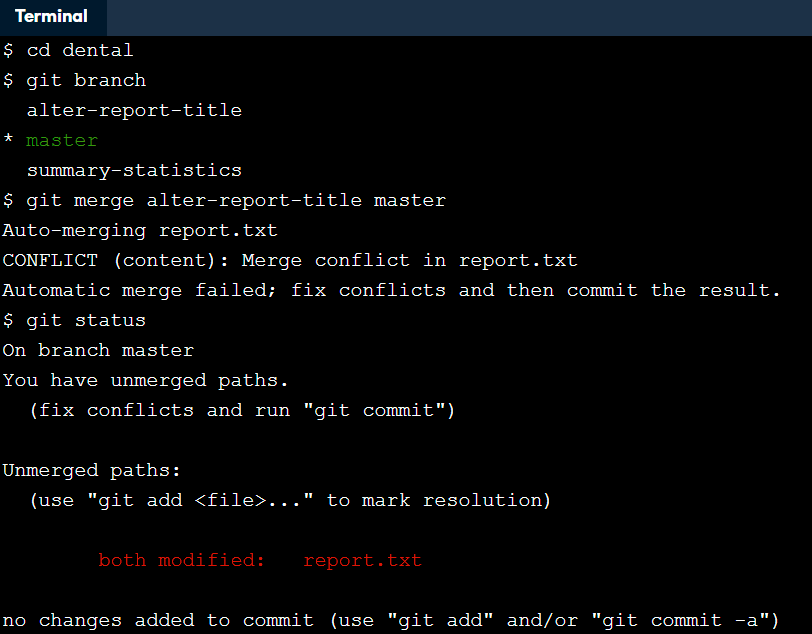 Terminal
$ cd dental
$ git branch
  alter-report-title
* master
  summary-statistics
$ git merge alter-report-title master
Auto-merging report.txt
CONFLICT (content): Merge conflict in report.txt
Automatic merge failed; fix conflicts and then commit the result.
$ git status
On branch master
You have unmerged paths.
  (fix conflicts and run "git commit")
Unmerged paths:
  (use "git add <file>..." to mark resolution)
        both modified:   report.txt
no changes added to commit (use "git add" and/or "git commit -a")